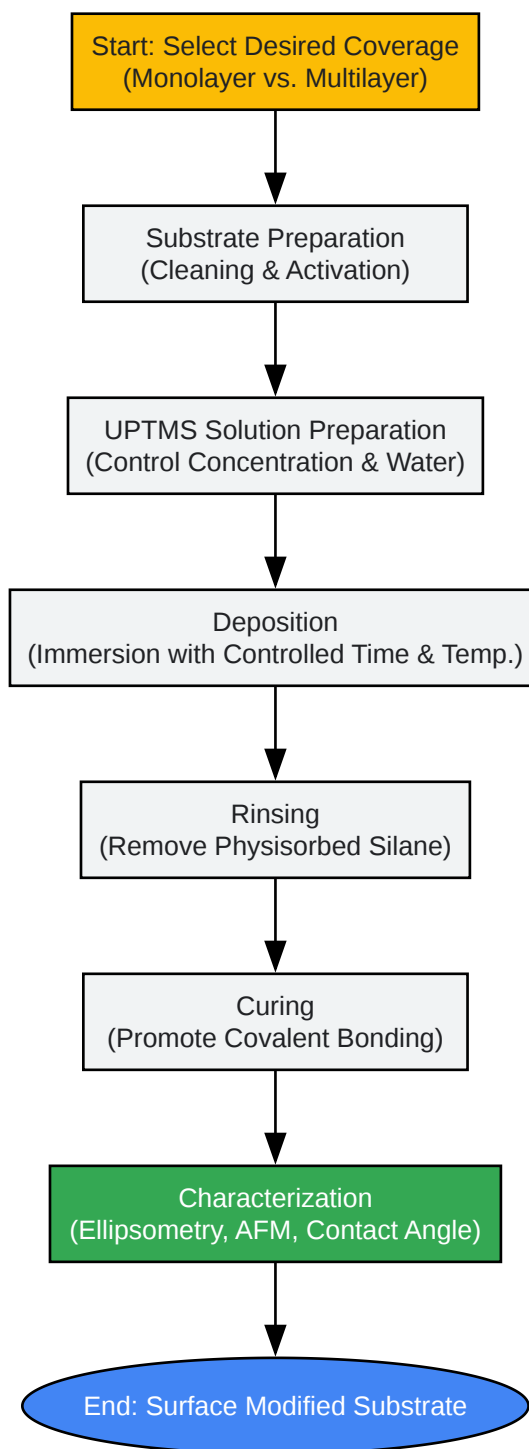 Start: Select Desired Coverage
(Monolayer vs. Multilayer)
Substrate Preparation
(Cleaning & Activation)
UPTMS Solution Preparation
(Control Concentration & Water)
Deposition
(Immersion with Controlled Time & Temp.)
Rinsing
(Remove Physisorbed Silane)
Curing
(Promote Covalent Bonding)
Characterization
(Ellipsometry, AFM, Contact Angle)
End: Surface Modified Substrate